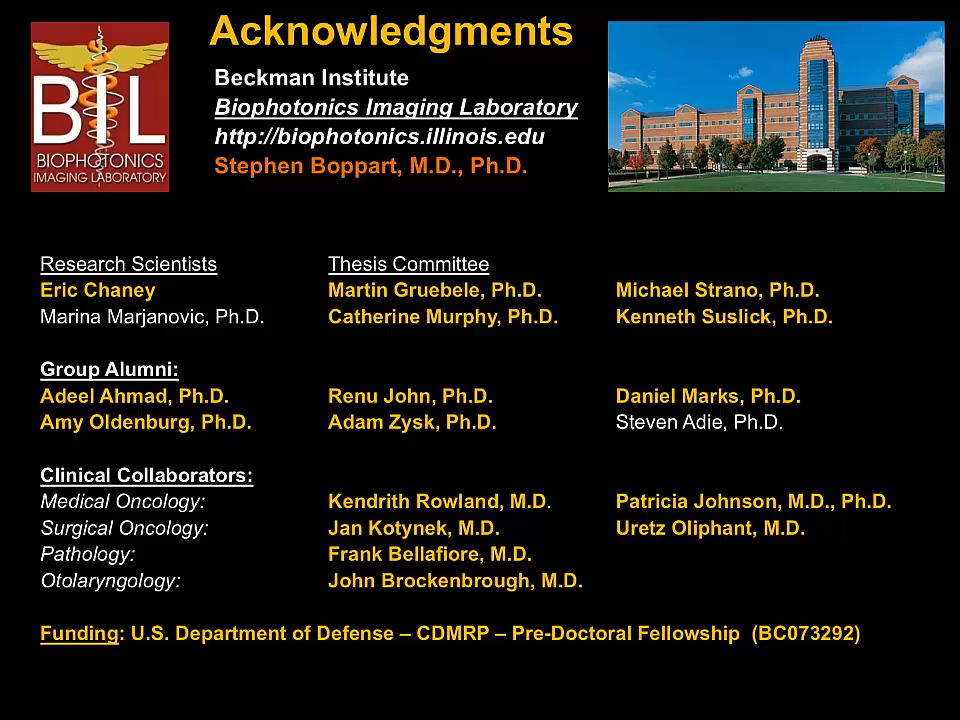 BIL
BIOPHOTONICS
IMAGING LABORATORY
Acknowledgments
Beckman Institute
Biophotonics Imaging Laboratory
http://biophotonics.illinois.edu
Stephen Boppart, M.D., Ph.D.
Research Scientists
Eric Chaney
Marina Marjanovic, Ph.D.
Thesis Committee
Martin Gruebele, Ph.D. Michael Strano, Ph.D.
Catherine Murphy, Ph.D. Kenneth Suslick, Ph.D.
Group Alumni:
Adeel Ahmad, Ph.D. Renu John, Ph.D. Daniel Marks, Ph.D.
Amy Oldenburg, Ph.D. Adam Zysk, Ph.D. Steven Adie, Ph.D.
Clinical Collaborators:
Medical Oncology: Kendrith Rowland, M.D. Patricia Johnson, M.D., Ph.D.
Surgical Oncology: Jan Kotynek, M.D. Uretz Oliphant, M.D.
Pathology: Frank Bellafiore, M.D.
Otolaryngology: John Brockenbrough, M.D.
Funding: U.S. Department of Defense – CDMRP – Pre-Doctoral Fellowship (BC073292)